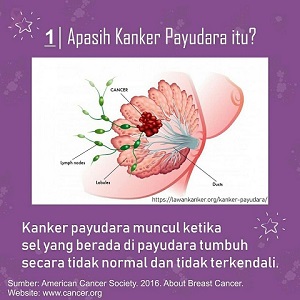 1 | Apasih Kanker Payudara itu?
CANCER
Lymph nodes
Lobules
Duct
https://lawankanker.org/kanker-payudara/
Kanker payudara muncul ketika
sel yang berada di payudara tumbuh
secara tidak normal dan tidak terkendali.
Sumber: American Cancer Society. 2016. About Breast Cancer.
Website: www.cancer.org